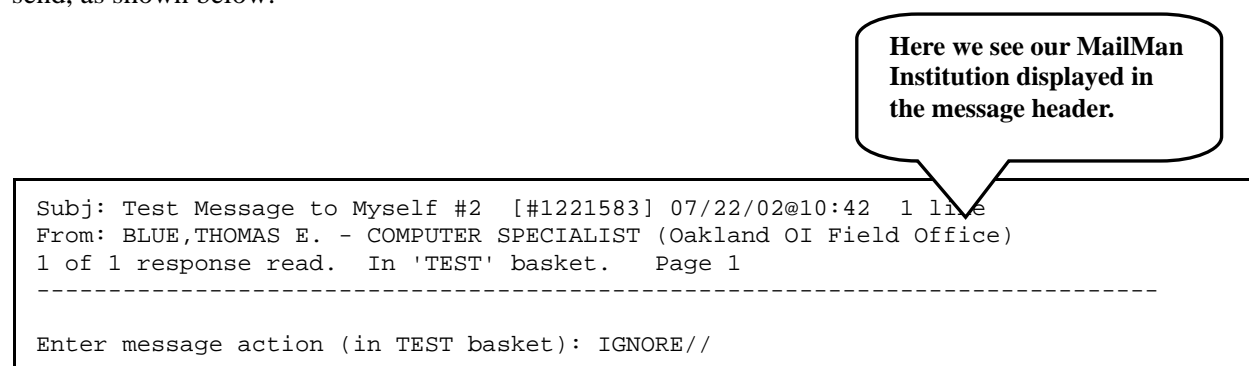 send, as shown below:
Here we see our MailMan
Institution displayed in
the message header.
Subj: Test Message to Myself #2  [#1221583] 07/22/02@10:42  1 line
From: BLUE,THOMAS E. - COMPUTER SPECIALIST (Oakland OI Field Office)
1 of 1 response read.  In 'TEST' basket.   Page 1
-------------------------------------------------------------------------------
Enter message action (in TEST basket): IGNORE//